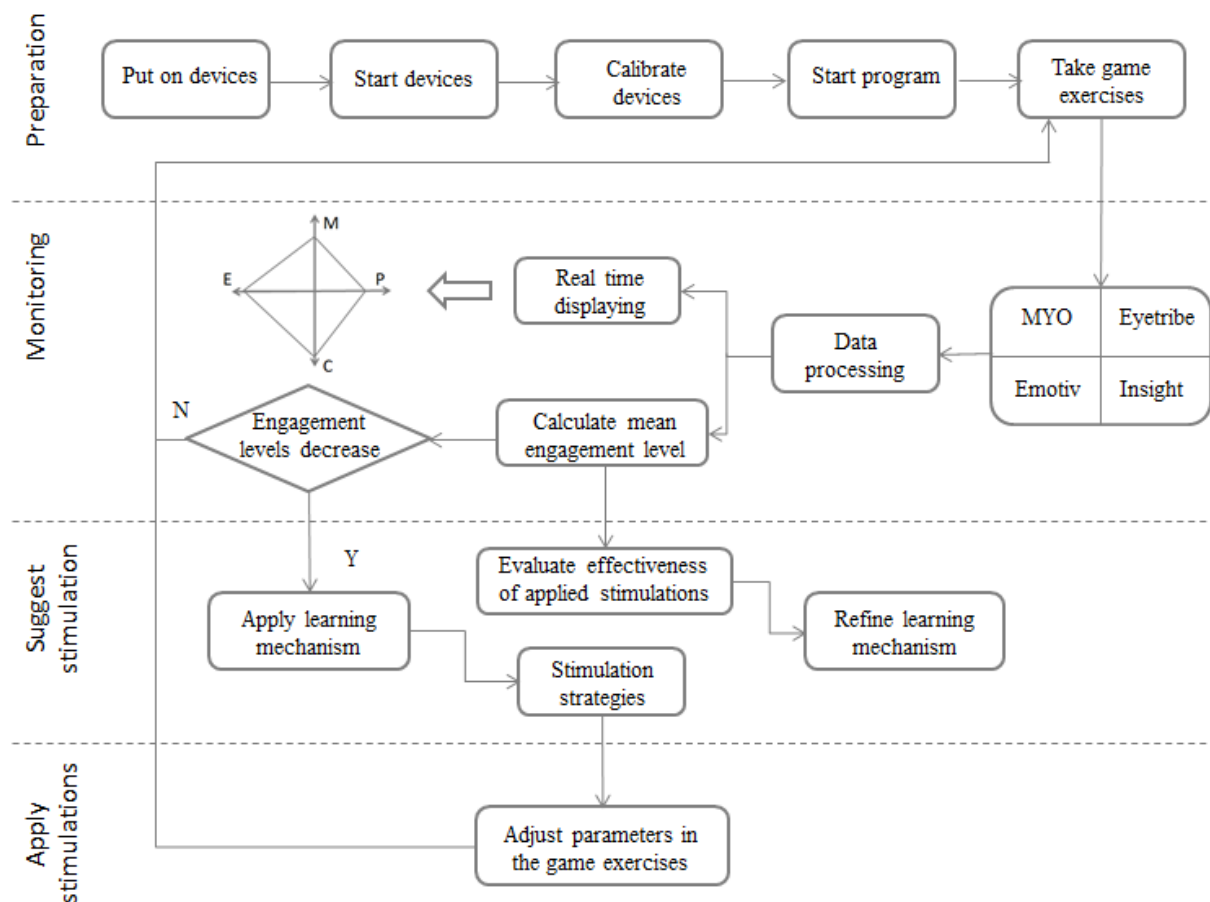 Preparation
Put on devices
Start devices
Calibrate
devices
Start program
Take game
exercises
Monitoring
M
E
P
C
Real time
displaying
Data
processing
MYO
Eyetribe
Emotiv
Insight
N
Engagement
levels decrease
Calculate mean
engagement level
Suggest
stimulation
Y
Evaluate effectiveness
of applied stimulations
Apply learning
mechanism
Refine learning
mechanism
Stimulation
strategies
Apply
stimulations
Adjust parameters in
the game exercises